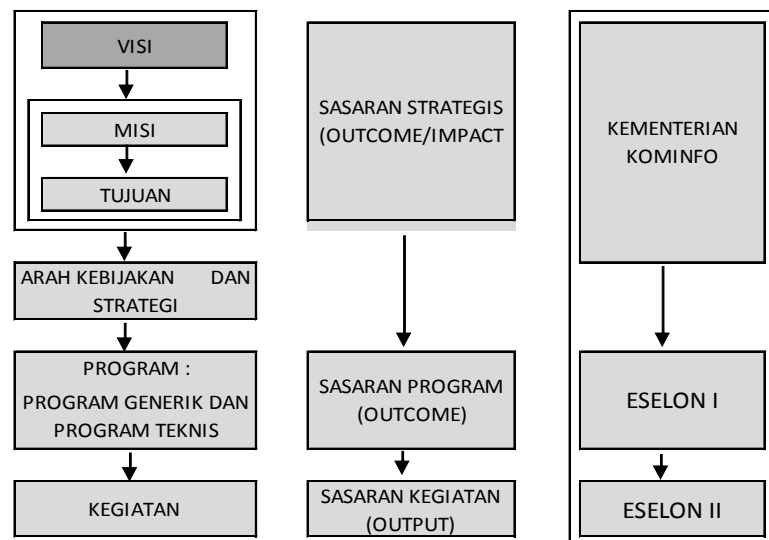 VISI
MISI
TUJUAN
ARAH KEBIJAKAN DAN
STRATEGI
PROGRAM :
PROGRAM GENERIK DAN
PROGRAM TEKNIS
KEGIATAN
SASARAN STRATEGIS
(OUTCOME/IMPACT
SASARAN PROGRAM
(OUTCOME)
SASARAN KEGIATAN
(OUTPUT)
KEMENTERIAN
KOMINFO
ESELON I
ESELON II